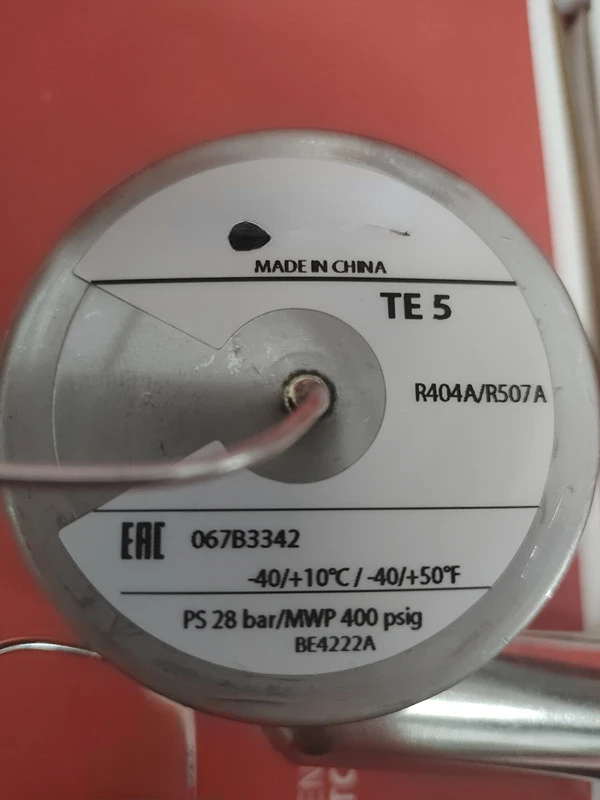 MADE IN CHINA
TE 5
R404A/R507A
EAC 067B3342
-40/+10°C / -40/+50°F
PS 28 bar/MWP 400 psig
BE4222A